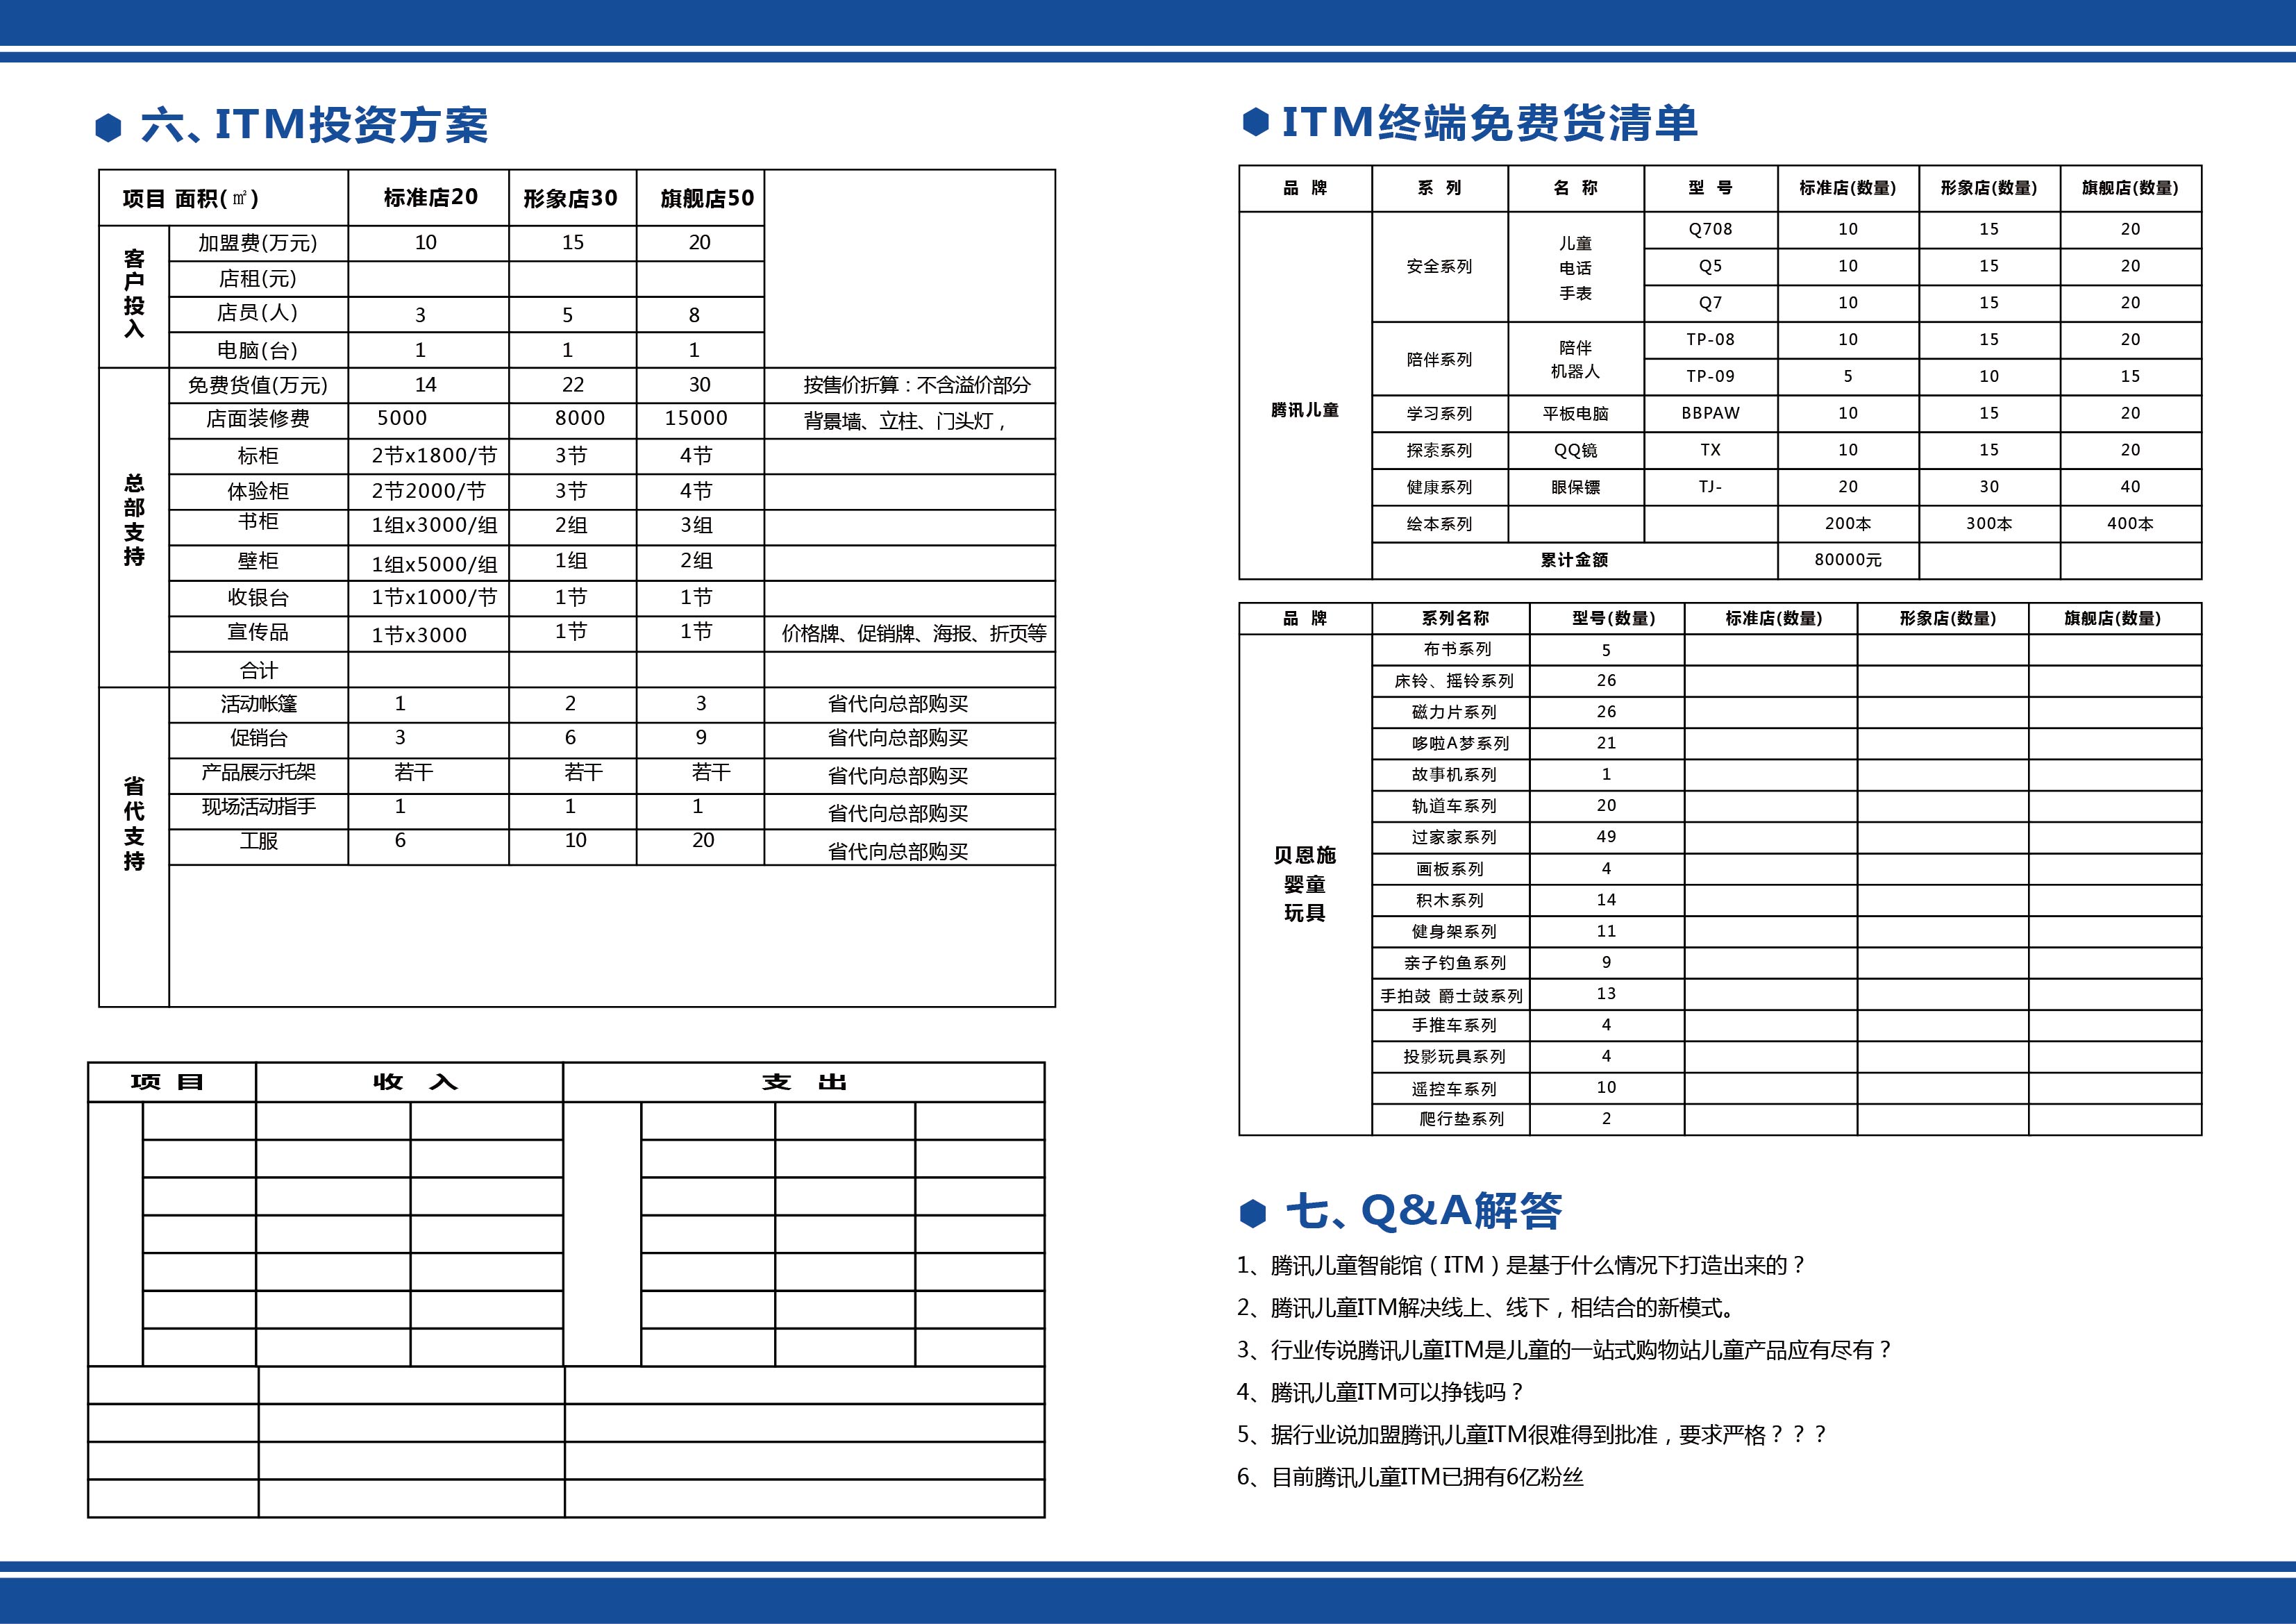 六、ITM投资方案
项目 面积(㎡) 标准店20 形象店30 旗舰店50
客户投入
加盟费(万元) 10 15 20
店租(元)
店员(人) 3 5 8
电脑(台) 1 1 1
总部支持
免费货值(万元) 14 22 30 按售价折算：不含溢价部分
店面装修费 5000 8000 15000 背景墙、立柱、门头灯，
标柜 2节x1800/节 3节 4节
体验柜 2节2000/节 3节 4节
书柜 1组x3000/组 2组 3组
壁柜 1组x5000/组 1组 2组
收银台 1节x1000/节 1节 1节
宣传品 1节x3000 1节 1节 价格牌、促销牌、海报、折页等
合计
省代支持
活动帐篷 1 2 3 省代向总部购买
促销台 3 6 9 省代向总部购买
产品展示托架 若干 若干 若干 省代向总部购买
现场活动指手 1 1 1 省代向总部购买
工服 6 10 20 省代向总部购买
项 目 收 入 支 出
ITM终端免费货清单
品 牌 系 列 名 称 型 号 标准店(数量) 形象店(数量) 旗舰店(数量)
腾讯儿童
安全系列
儿童
电话
手表
Q708 10 15 20
Q5 10 15 20
Q7 10 15 20
陪伴系列
陪伴
机器人
TP-08 10 15 20
TP-09 5 10 15
学习系列 平板电脑 BBPAW 10 15 20
探索系列 QQ镜 TX 10 15 20
健康系列 眼保镖 TJ- 20 30 40
绘本系列 200本 300本 400本
累计金额 80000元
品 牌 系列名称 型号(数量) 标准店(数量) 形象店(数量) 旗舰店(数量)
贝恩施
婴童
玩具
布书系列 5
床铃、摇铃系列 26
磁力片系列 26
哆啦A梦系列 21
故事机系列 1
轨道车系列 20
过家家系列 49
画板系列 4
积木系列 14
健身架系列 11
亲子钓鱼系列 9
手拍鼓 爵士鼓系列 13
手推车系列 4
投影玩具系列 4
遥控车系列 10
爬行垫系列 2
七、Q&A解答
1、腾讯儿童智能馆（ITM）是基于什么情况下打造出来的？
2、腾讯儿童ITM解决线上、线下，相结合的新模式。
3、行业传说腾讯儿童ITM是儿童的一站式购物站儿童产品应有尽有？
4、腾讯儿童ITM可以挣钱吗？
5、据行业说加盟腾讯儿童ITM很难得到批准，要求严格？？？
6、目前腾讯儿童ITM已拥有6亿粉丝